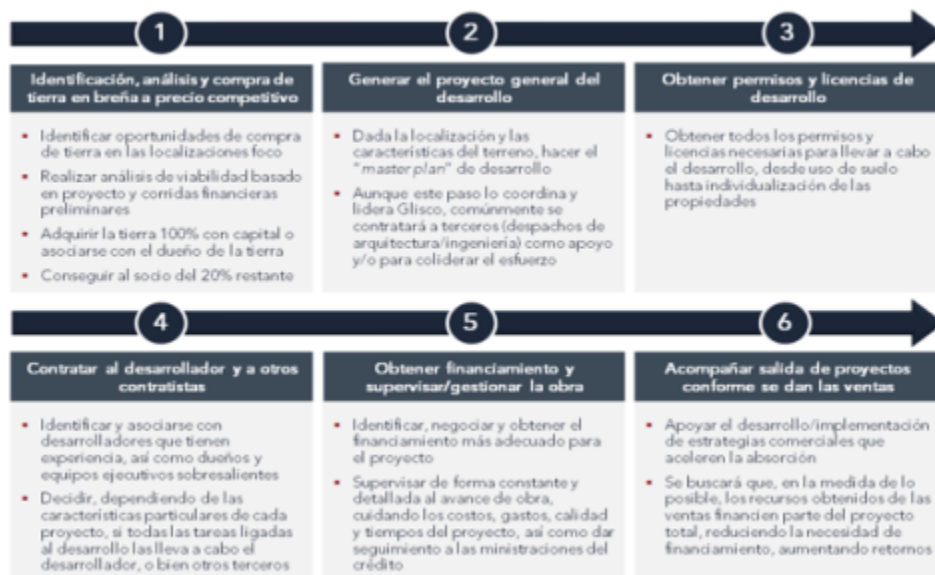 1
2
3
Identificación, análisis y compra de
tierra en breña a precio competitivo
Generar el proyecto general del
desarrollo
Obtener permisos y licencias de
desarrollo
▪ Identificar oportunidades de compra
de tierra en las localizaciones foco
▪ Realizar análisis de viabilidad basado
en proyecto y corridas financieras
preliminares
▪ Adquirir la tierra 100% con capital o
asociarse con el dueño de la tierra
▪ Conseguir al socio del 20% restante
▪ Dada la localización y las
características del terreno, hacer el
"master plan" de desarrollo
▪ Aunque este paso lo coordina y
lidera Glisco, comúnmente se
contratará a terceros (despachos de
arquitectura/ingeniería) como apoyo
y/o para coliderar el esfuerzo
▪ Obtener todos los permisos y
licencias necesarias para llevar a cabo
el desarrollo, desde uso de suelo
hasta individualización de las
propiedades
4
5
6
Contratar al desarrollador y a otros
contratistas
Obtener financiamiento y
supervisar/gestionar la obra
Acompañar salida de proyectos
conforme se dan las ventas
▪ Identificar y asociarse con
desarrolladores que tienen
experiencia, así como dueños y
equipos ejecutivos sobresalientes
▪ Decidir, dependiendo de las
características particulares de cada
proyecto, si todas las tareas ligadas
al desarrollo las lleva a cabo el
desarrollador, o bien otros terceros
▪ Identificar, negociar y obtener el
financiamiento más adecuado para
el proyecto
▪ Supervisar de forma constante y
detallada al avance de obra,
cuidando los costos, gastos, calidad
y tiempos del proyecto, así como dar
seguimiento a las ministraciones del
crédito
▪ Apoyar el desarrollo/implementación
de estrategias comerciales que
aceleren la absorción
▪ Se buscará que, en la medida de lo
posible, los recursos obtenidos de las
ventas financien parte del proyecto
total, reduciendo la necesidad de
financiamiento, aumentando retornos